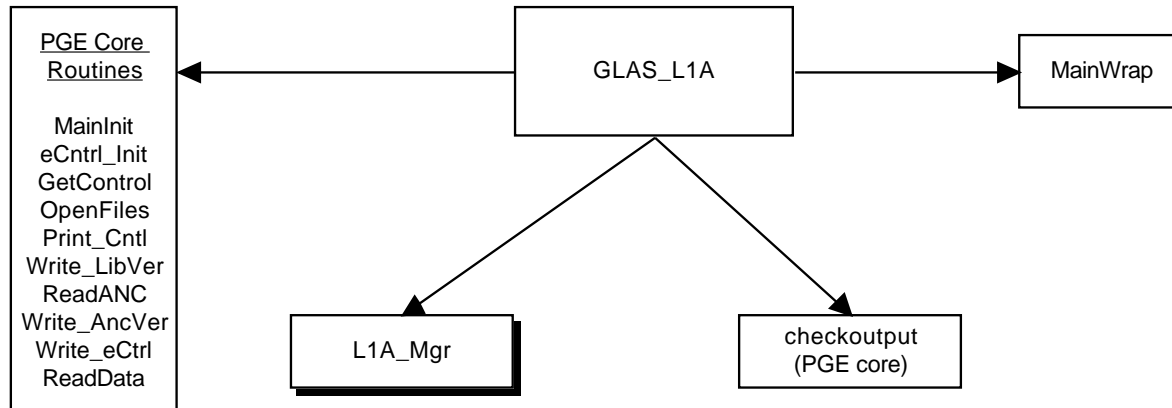 PGE Core
Routines
MainInit
eCntrl_Init
GetControl
OpenFiles
Print_Cntl
Write_LibVer
ReadANC
Write_AncVer
Write_eCtrl
ReadData
GLAS_L1A
MainWrap
L1A_Mgr
checkoutput
(PGE core)